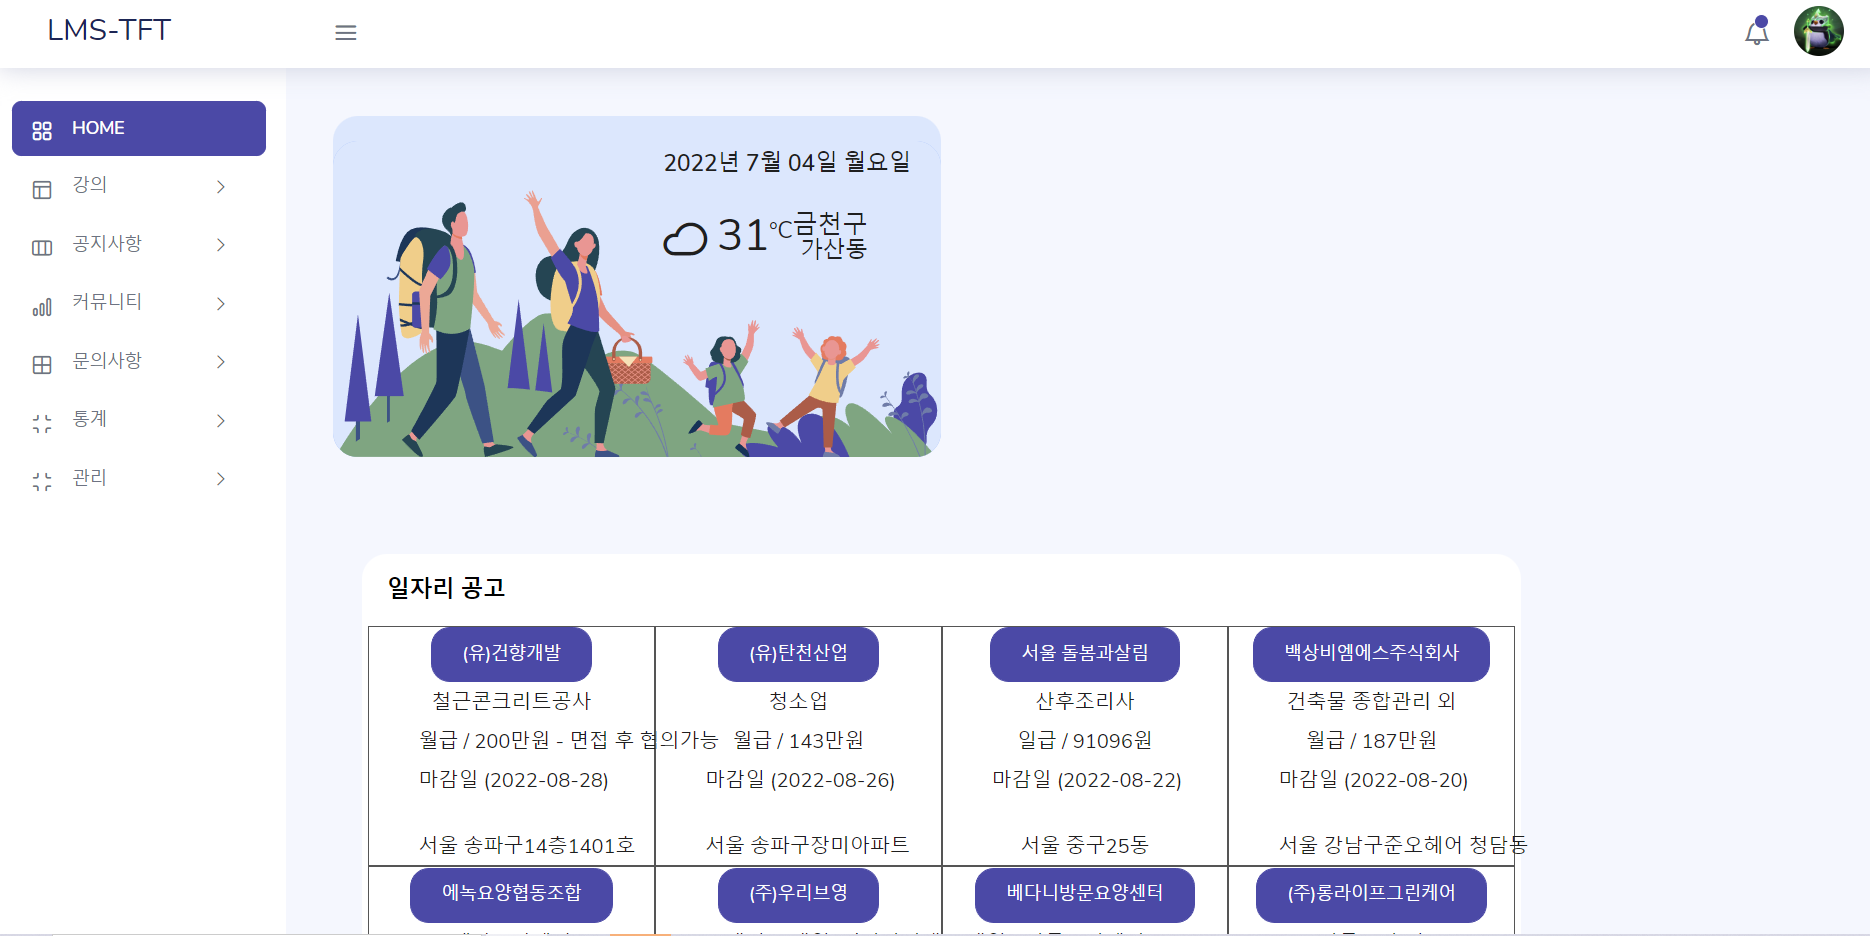 LMS-TFT
HOME
강의
공지사항
커뮤니티
문의사항
통계
관리
2022년 7월 04일 월요일
31°C금천구
가산동
일자리 공고
(유)건향개발
철근콘크리트공사
월급 / 200만원 - 면접 후 협의가능
마감일 (2022-08-28)
서울 송파구14층1401호
(유)탄천산업
청소업
월급 / 143만원
마감일 (2022-08-26)
서울 송파구장미아파트
서울 돌봄과살림
산후조리사
일급 / 91096원
마감일 (2022-08-22)
서울 중구25동
백상비엠에스주식회사
건축물 종합관리 외
월급 / 187만원
마감일 (2022-08-20)
서울 강남구준오헤어 청담동
에녹요양협동조합
(주)우리브영
베다니방문요양센터
(주)롱라이프그린케어